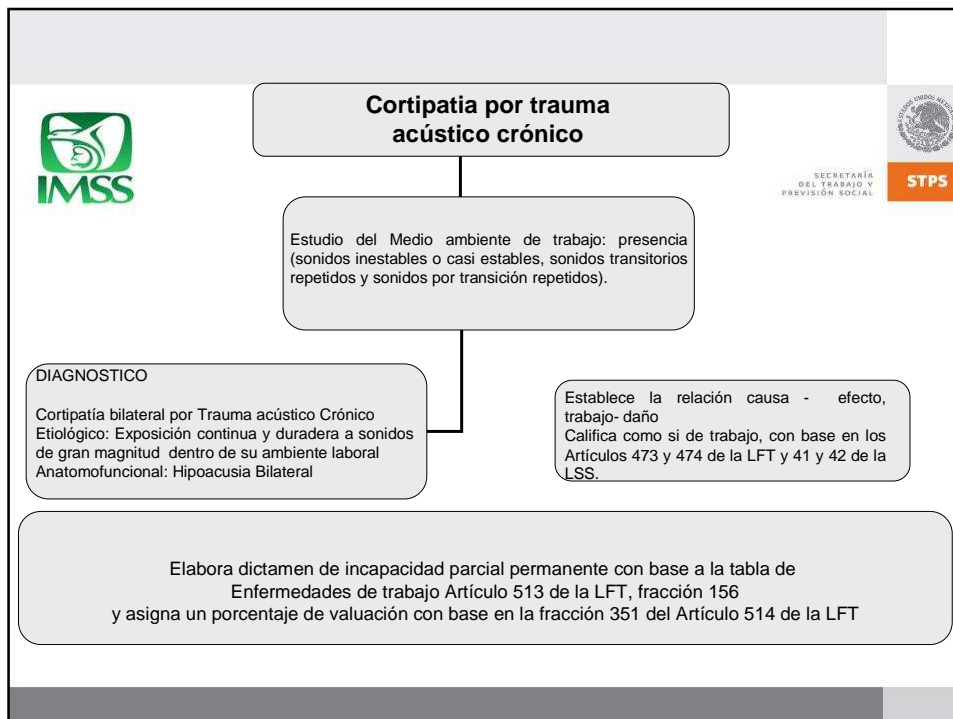 Cortipatia por trauma
acústico crónico
IMSS
SECRETARÍA
DEL TRABAJO Y
PREVISIÓN SOCIAL
ESTADOS UNIDOS MEXICANOS
STPS
Estudio del Medio ambiente de trabajo: presencia
(sonidos inestables o casi estables, sonidos transitorios
repetidos y sonidos por transición repetidos).
DIAGNOSTICO
Cortipatía bilateral por Trauma acústico Crónico
Etiológico: Exposición continua y duradera a sonidos
de gran magnitud dentro de su ambiente laboral
Anatomofuncional: Hipoacusia Bilateral
Establece la relación causa - efecto,
trabajo- daño
Califica como si de trabajo, con base en los
Artículos 473 y 474 de la LFT y 41 y 42 de la
LSS.
Elabora dictamen de incapacidad parcial permanente con base a la tabla de
Enfermedades de trabajo Artículo 513 de la LFT, fracción 156
y asigna un porcentaje de valuación con base en la fracción 351 del Artículo 514 de la LFT